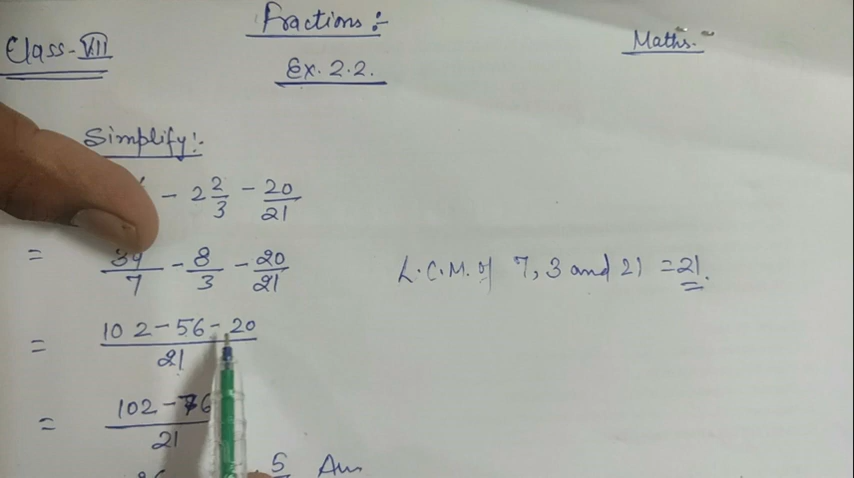 Fractions :-
Class - VII
Maths.
Ex. 2.2.
Simplify :-
- 2 2/3 - 20/21
= 39/7 - 8/3 - 20/21
L.C.M. of 7, 3 and 21 = 21.
= 102 - 56 - 20 / 21
= 102 - 76 / 21
5 Ans